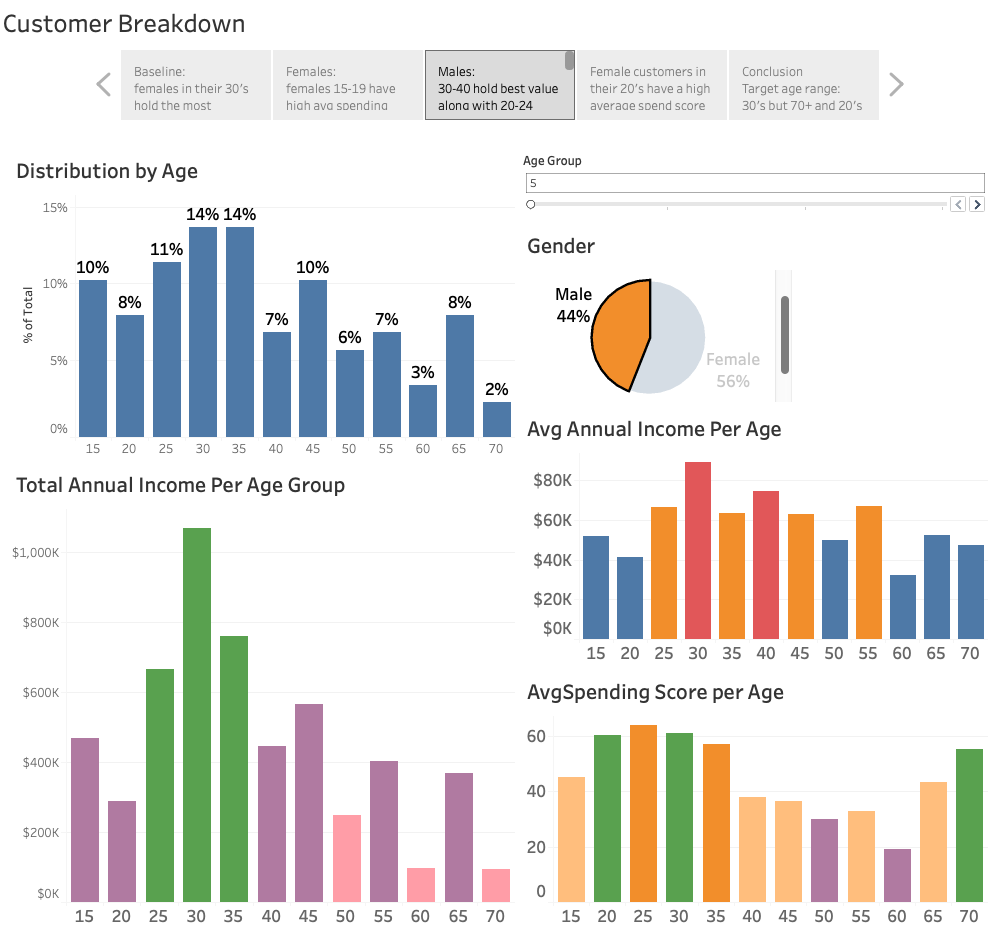 Customer Breakdown
Baseline:
females in their 30's
hold the most
Females:
females 15-19 have
high avg spending
Males:
30-40 hold best value
along with 20-24
Female customers in
their 20's have a high
average spend score
Conclusion
Target age range:
30's but 70+ and 20's
Distribution by Age
% of Total
15%
10%
5%
0%
10%
8%
11%
14%
14%
7%
10%
6%
7%
3%
8%
2%
15 20 25 30 35 40 45 50 55 60 65 70
Age Group
5
Gender
Male
44%
Female
56%
Avg Annual Income Per Age
$80K
$60K
$40K
$20K
$0K
15 20 25 30 35 40 45 50 55 60 65 70
Total Annual Income Per Age Group
$1,000K
$800K
$600K
$400K
$200K
$0K
15 20 25 30 35 40 45 50 55 60 65 70
AvgSpending Score per Age
60
40
20
0
15 20 25 30 35 40 45 50 55 60 65 70